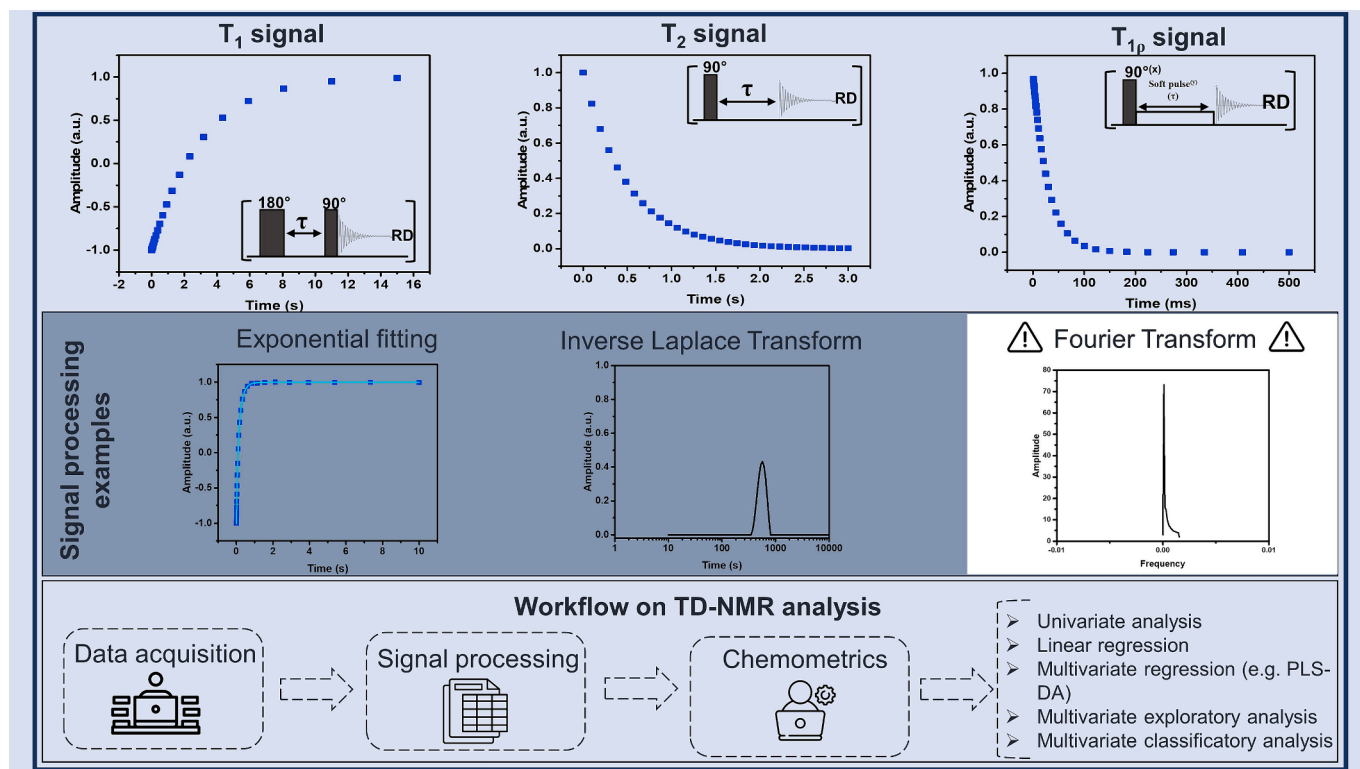 T₁ signal
T₂ signal
T₁ρ signal
Amplitude (a.u.)
1.0
0.5
0.0
-0.5
-1.0
180°
τ
90°
RD
-2 0 2 4 6 8 10 12 14 16
Time (s)
Amplitude (a.u.)
1.0
0.8
0.6
0.4
0.2
0.0
90°
τ
RD
0.0 0.5 1.0 1.5 2.0 2.5 3.0
Time (s)
Amplitude (a.u.)
1.0
0.8
0.6
0.4
0.2
0.0
90°(x)
Soft pulse(y)
(τ)
RD
0 100 200 300 400 500
Time (ms)
Signal processing
examples
Exponential fitting
Amplitude (a.u.)
1.0
0.5
0.0
-0.5
-1.0
0 2 4 6 8 10
Time (s)
Inverse Laplace Transform
Amplitude (a.u.)
1.0
0.8
0.6
0.4
0.2
0.0
1 10 100 1000 10000
Time (s)
Fourier Transform
Amplitude
80
70
60
50
40
30
20
10
0
-0.01 0.00 0.01
Frequency
Workflow on TD-NMR analysis
Data acquisition
Signal processing
Chemometrics
➢ Univariate analysis
➢ Linear regression
➢ Multivariate regression (e.g. PLS-
DA)
➢ Multivariate exploratory analysis
➢ Multivariate classificatory analysis